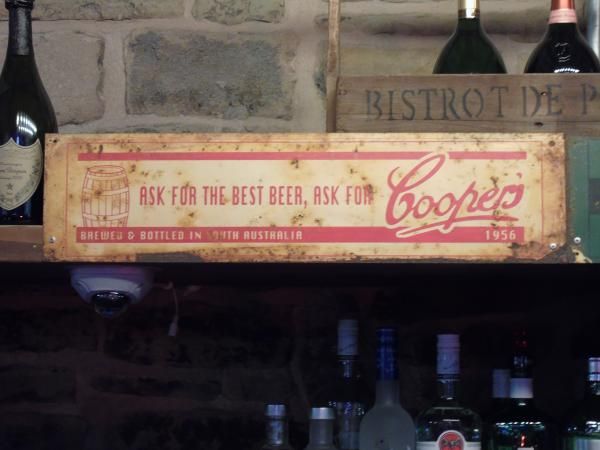 BISTROT DE P
ASK FOR THE BEST BEER, ASK FOR Coopers
BREWED & BOTTLED IN SOUTH AUSTRALIA 1956